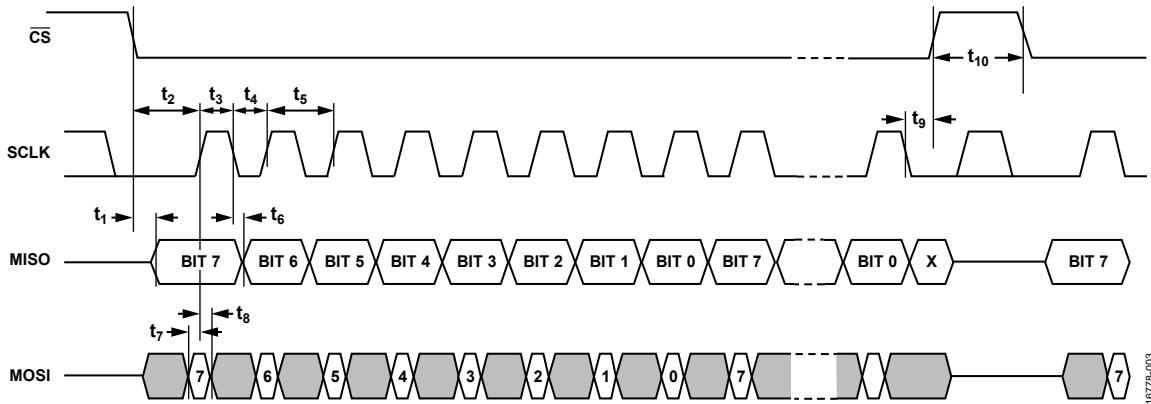 CS
t10
t2 t3 t4 t5
t9
SCLK
t1 t6
MISO BIT 7 BIT 6 BIT 5 BIT 4 BIT 3 BIT 2 BIT 1 BIT 0 BIT 7 BIT 0 X BIT 7
t7 t8
MOSI 7 6 5 4 3 2 1 0 7 7
16778-003